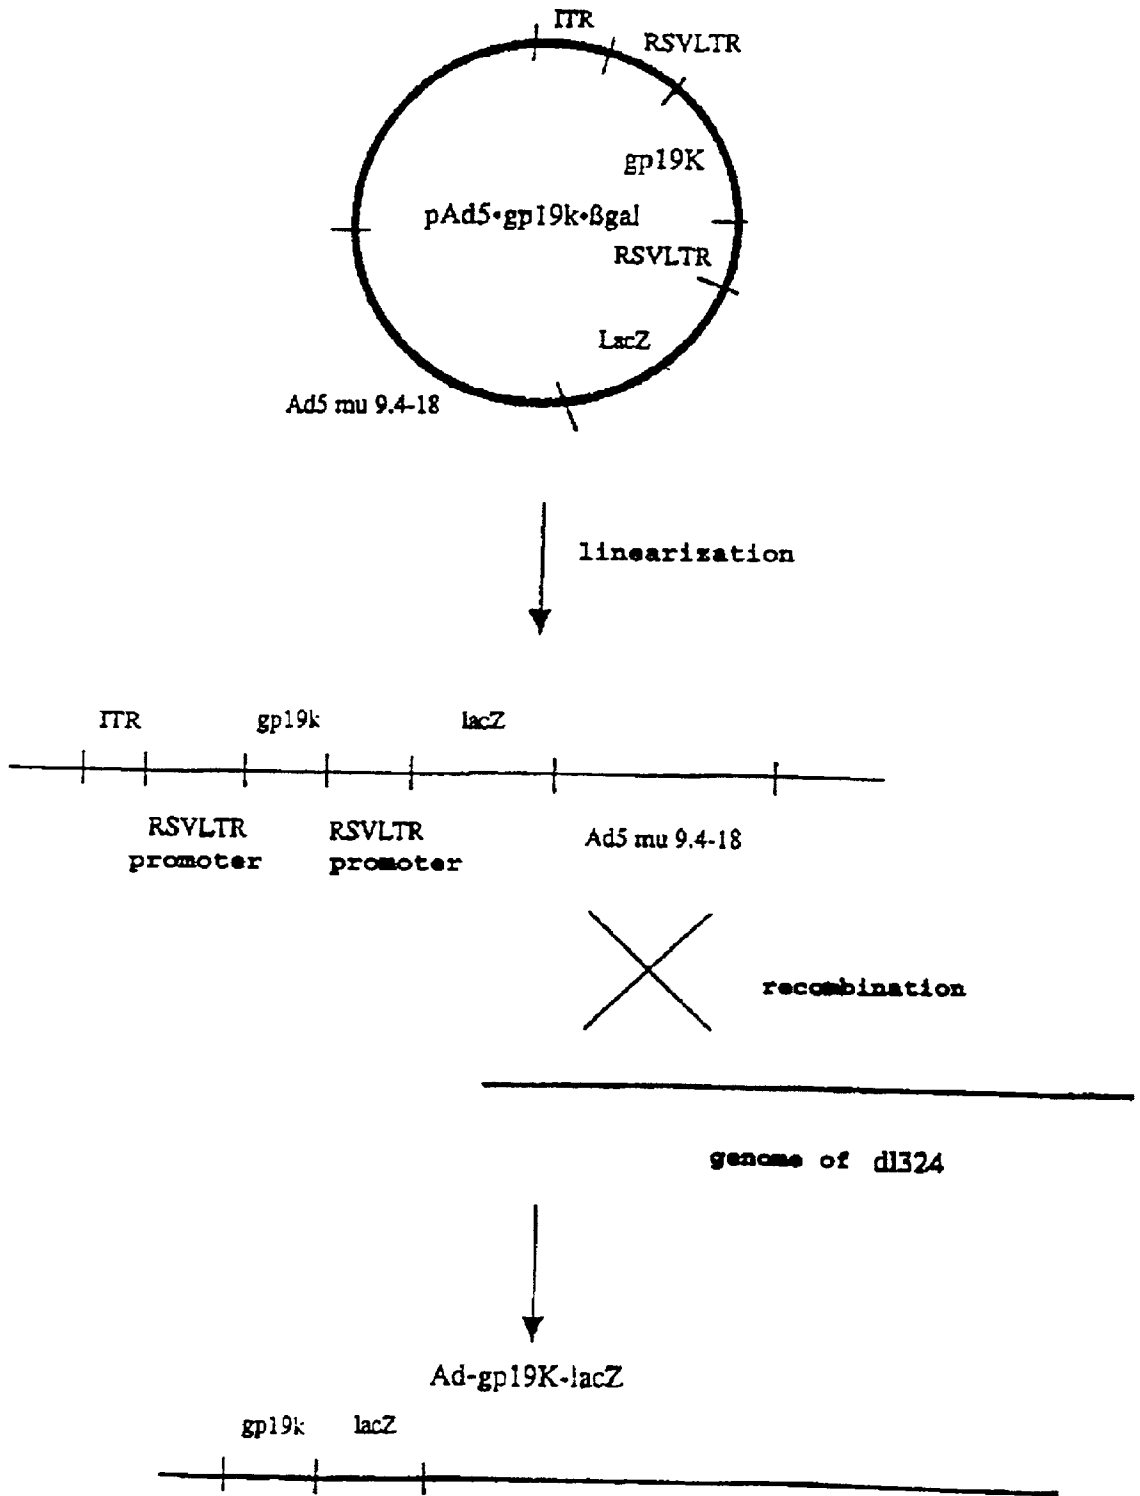 ITR
RSVLTR
gp19K
pAd5•gp19k•βgal
RSVLTR
LacZ
Ad5 mu 9.4-18
linearization
ITR gp19k lacZ
RSVLTR RSVLTR Ad5 mu 9.4-18
promoter promoter
recombination
genome of dl324
Ad-gp19K-lacZ
gp19k lacZ